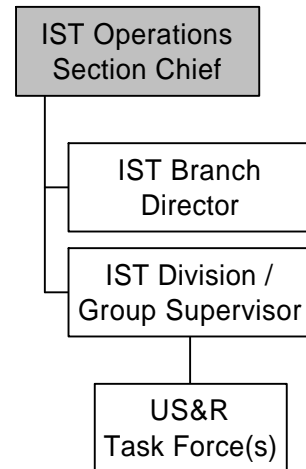 IST Operations
Section Chief
IST Branch
Director
IST Division /
Group Supervisor
US&R
Task Force(s)